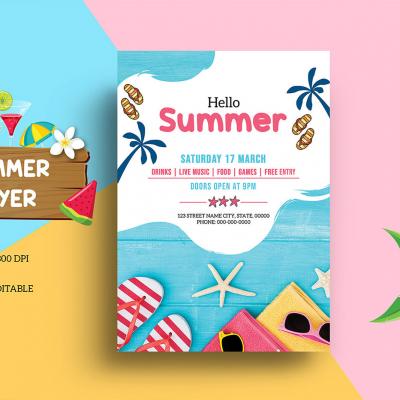 Hello
Summer
SATURDAY 17 MARCH
DRINKS | LIVE MUSIC | FOOD | GAMES | FREE ENTRY
DOORS OPEN AT 9PM
123 STREET NAME CITY, STATE, 00000
PHONE: 000-000-0000
MMER
YER
300 DPI
DITABLE